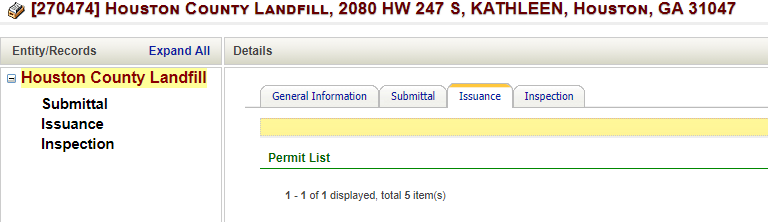 [270474] Houston County Landfill, 2080 HW 247 S, KATHLEEN, Houston, GA 31047
Entity/Records Expand All
Details
Houston County Landfill
Submittal
Issuance
Inspection
General Information Submittal Issuance Inspection
Permit List
1 - 1 of 1 displayed, total 5 item(s)